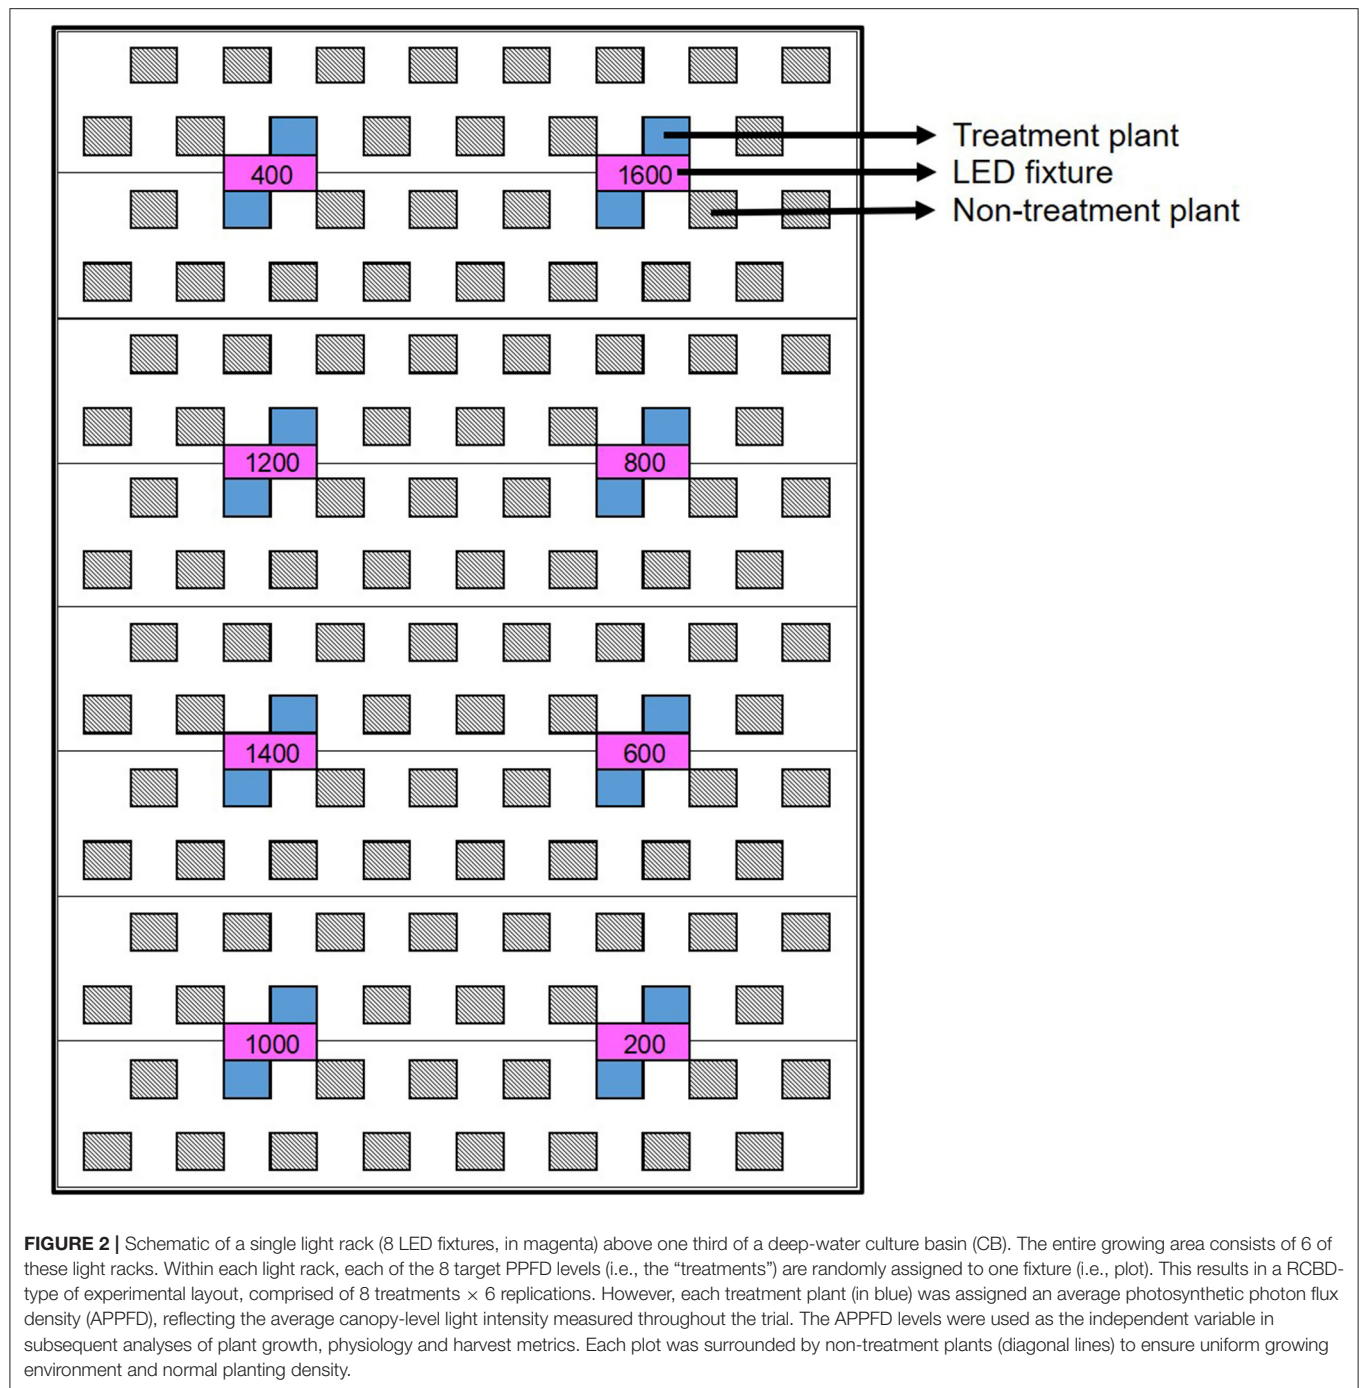 Treatment plant
400
1600
LED fixture
Non-treatment plant
1200
800
1400
600
1000
200
FIGURE 2 | Schematic of a single light rack (8 LED fixtures, in magenta) above one third of a deep-water culture basin (CB). The entire growing area consists of 6 of
these light racks. Within each light rack, each of the 8 target PPFD levels (i.e., the “treatments”) are randomly assigned to one fixture (i.e., plot). This results in a RCBD-
type of experimental layout, comprised of 8 treatments × 6 replications. However, each treatment plant (in blue) was assigned an average photosynthetic photon flux
density (APPFD), reflecting the average canopy-level light intensity measured throughout the trial. The APPFD levels were used as the independent variable in
subsequent analyses of plant growth, physiology and harvest metrics. Each plot was surrounded by non-treatment plants (diagonal lines) to ensure uniform growing
environment and normal planting density.